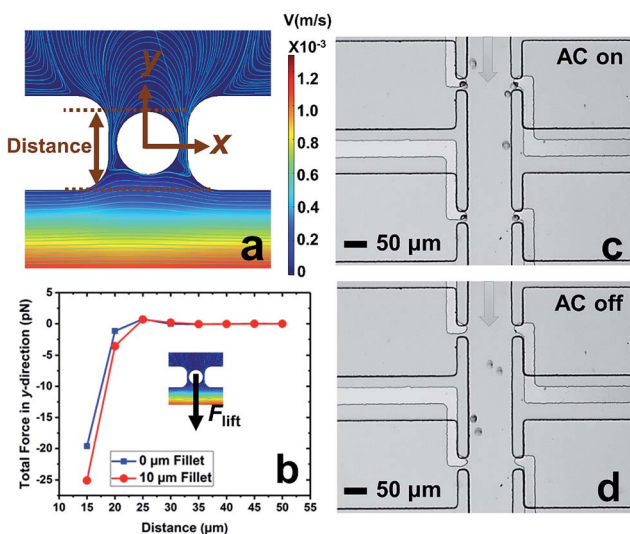 V(m/s)
X10⁻³
1.2
1.0
0.8
0.6
0.4
0.2
0
y
x
Distance
a
5
0
-5
-10
-15
-20
-25
Total Force in y-direction (pN)
F lift
0 μm Fillet
10 μm Fillet
b
10 15 20 25 30 35 40 45 50 55
Distance (μm)
AC on
50 μm
c
AC off
50 μm
d